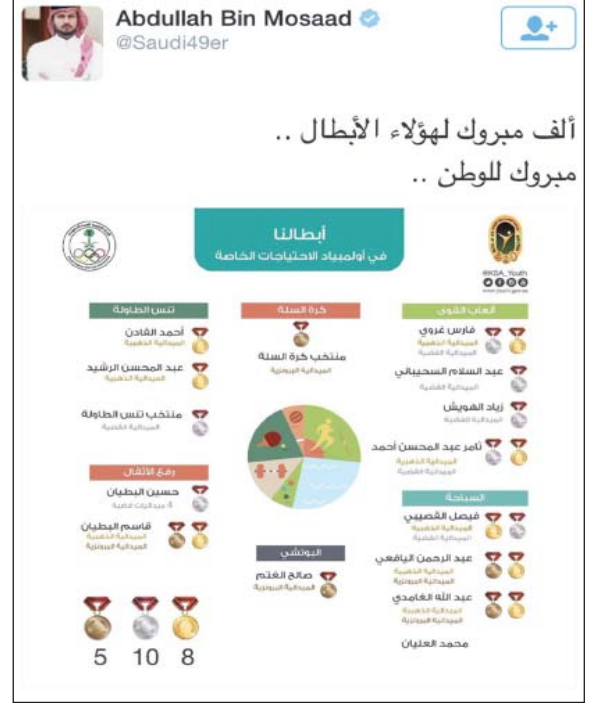 Abdullah Bin Mosaad
@Saudi49er
ألف مبروك لهؤلاء الأبطال ..
مبروك للوطن ..
أبطالنا
في أولمبياد الاحتياجات الخاصة
@KSA_Youth
ألعاب القوى
فارس غروي
الميدالية الذهبية
الميدالية الفضية
عبد السلام السحيباني
الميدالية الفضية
زياد الهويش
الميدالية الفضية
ثامر عبد المحسن أحمد
الميدالية الذهبية
الميدالية الفضية
السباحة
فيصل القصيبي
الميدالية الذهبية
الميدالية الفضية
عبد الرحمن اليافعي
الميدالية الذهبية
الميدالية البرونزية
عبد الله الغامدي
الميدالية الذهبية
الميدالية البرونزية
محمد العليان
كرة السلة
منتخب كرة السلة
الميدالية البرونزية
البوتشي
صالح الغتم
الميدالية البرونزية
تنس الطاولة
أحمد القادن
الميدالية الذهبية
عبد المحسن الرشيد
الميدالية الذهبية
منتخب تنس الطاولة
الميدالية الفضية
رفع الأثقال
حسين البطيان
4 ميداليات فضية
قاسم البطيان
الميدالية الذهبية
الميدالية البرونزية
8
10
5